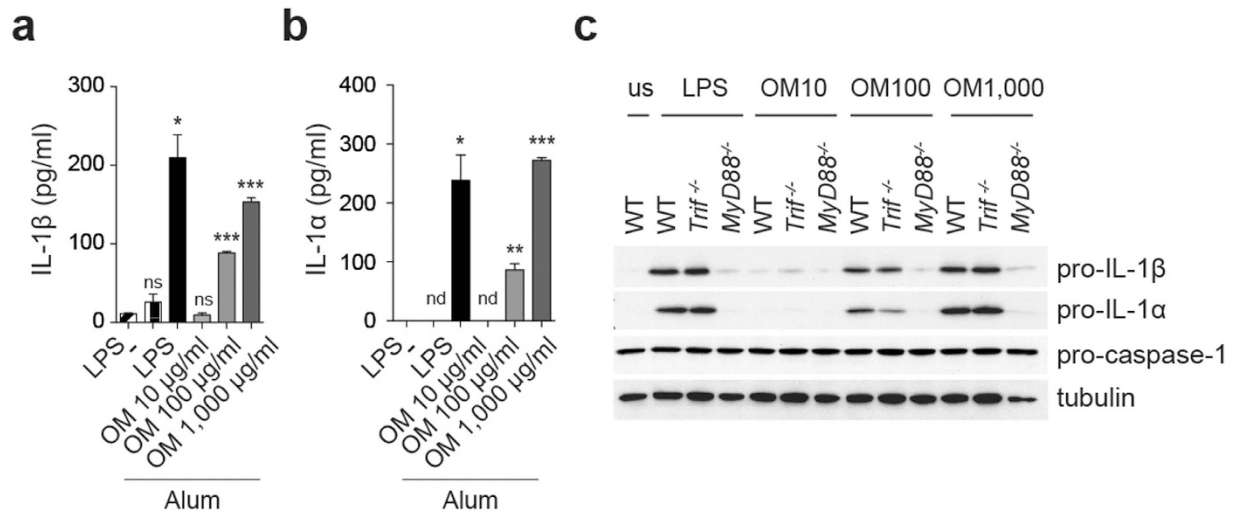 a
IL-1β (pg/ml)
300
200
100
0
ns
*
ns
***
***
LPS
-
LPS
OM 10 µg/ml
OM 100 µg/ml
OM 1,000 µg/ml
Alum
b
IL-1α (pg/ml)
400
300
200
100
0
nd
*
nd
**
***
LPS
-
LPS
OM 10 µg/ml
OM 100 µg/ml
OM 1,000 µg/ml
Alum
c
us LPS OM10 OM100 OM1,000
WT WT Trif -/- MyD88-/- WT Trif -/- MyD88-/- WT Trif -/- MyD88-/- WT Trif -/- MyD88-/-
pro-IL-1β
pro-IL-1α
pro-caspase-1
tubulin